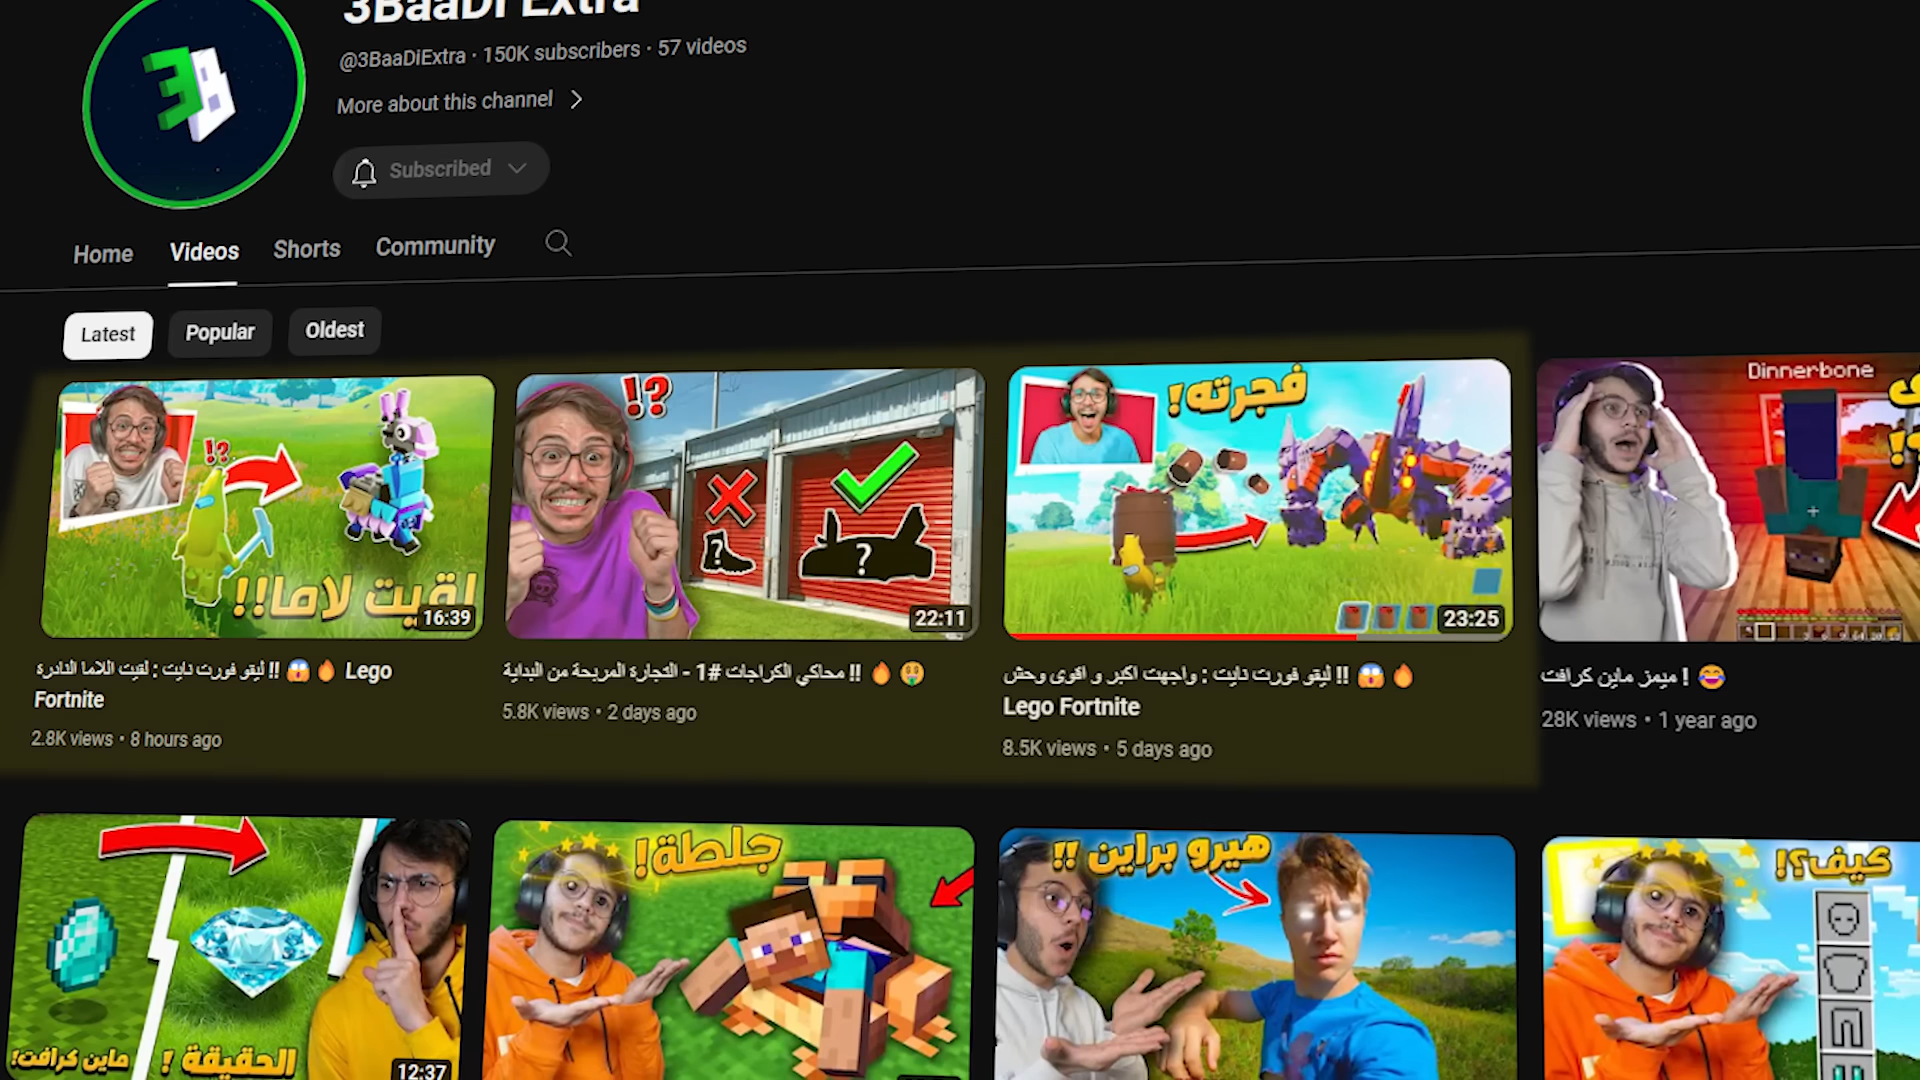 3BaaDi Extra
@3BaaDiExtra · 150K subscribers · 57 videos
More about this channel
Subscribed
Home Videos Shorts Community
Latest Popular Oldest
!?
لقيت لاما!!
16:39
!?
?
?
22:11
فجرته!
23:25
Dinnerbone
ليقو فورت نايت : لقيت اللاما النادرة !! 😱🔥 Lego
Fortnite
2.8K views • 8 hours ago
محاكي الكراجات #1 - التجارة المربحة من البداية !! 🔥🤑
5.8K views • 2 days ago
ليقو فورت نايت : واجهت اكبر و اقوى وحش !! 😱🔥
Lego Fortnite
8.5K views • 5 days ago
ميمز ماين كرافت ! 😂
28K views • 1 year ago
ماين كرافت!
الحقيقة !
12:37
جلطة!
هيرو براين !!
كيف؟!